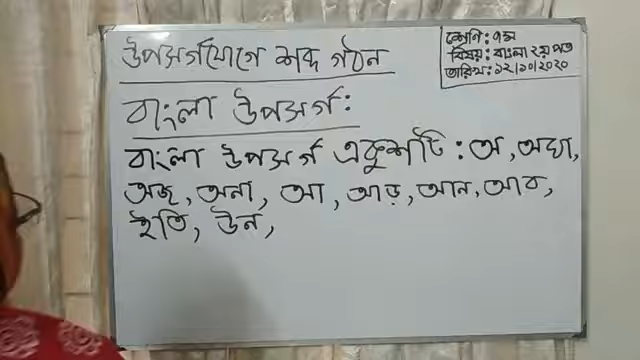 উপসর্গযোগে শব্দ গঠন
শ্রেণি: ৭ম
বিষয়: বাংলা ২য় পত্র
তারিখ: ১২/১০/২০২০
বাংলা উপসর্গ:
বাংলা উপসর্গ একুশটি: অ, অঘা,
অজ, অনা, আ, আড়, আন, আব,
ইতি, উন,